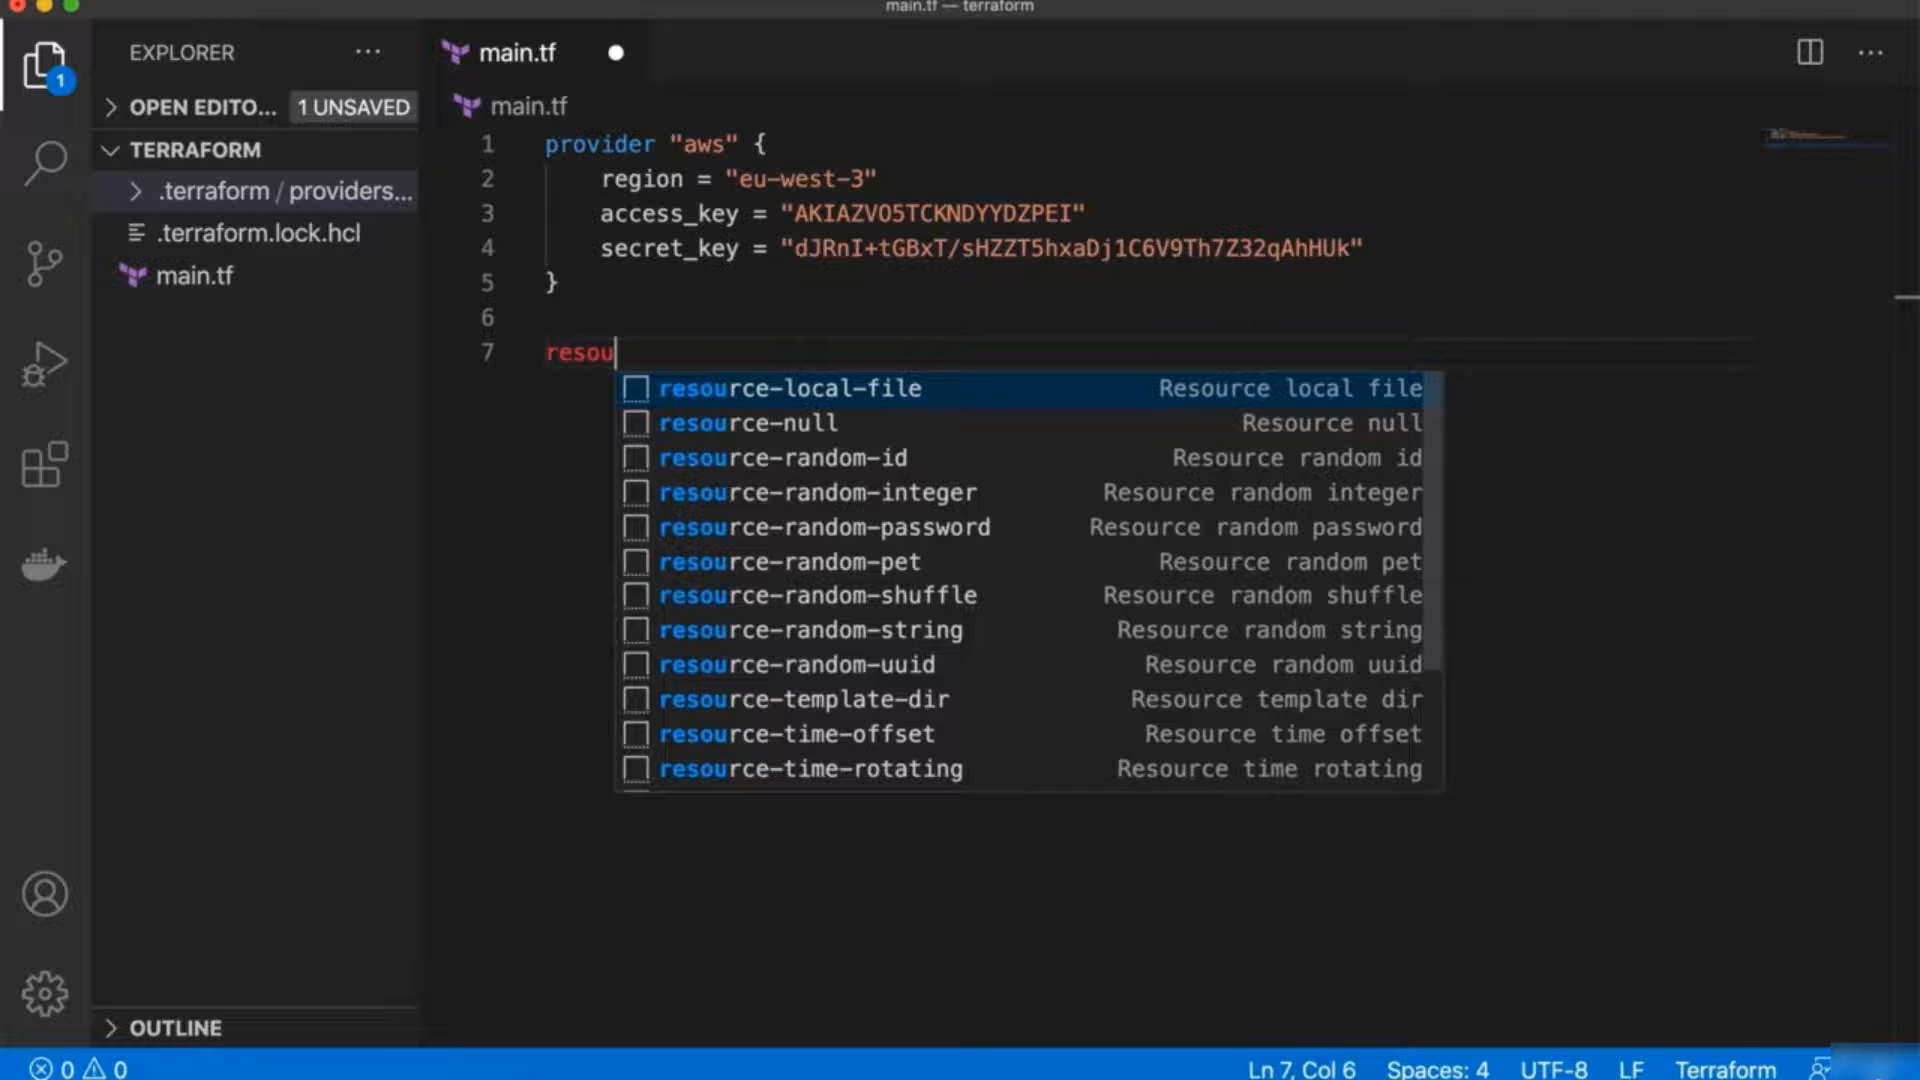 main.tf — terraform
EXPLORER
main.tf
1
OPEN EDITO... 1 UNSAVED
main.tf
TERRAFORM
.terraform / providers...
.terraform.lock.hcl
main.tf
1 provider "aws" {
2 region = "eu-west-3"
3 access_key = "AKIAZVO5TCKNDYYDZPEI"
4 secret_key = "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"
5 }
6
7 resou
resource-local-file Resource local file
resource-null Resource null
resource-random-id Resource random id
resource-random-integer Resource random integer
resource-random-password Resource random password
resource-random-pet Resource random pet
resource-random-shuffle Resource random shuffle
resource-random-string Resource random string
resource-random-uuid Resource random uuid
resource-template-dir Resource template dir
resource-time-offset Resource time offset
resource-time-rotating Resource time rotating
OUTLINE
0 0 Ln 7, Col 6 Spaces: 4 UTF-8 LF Terraform